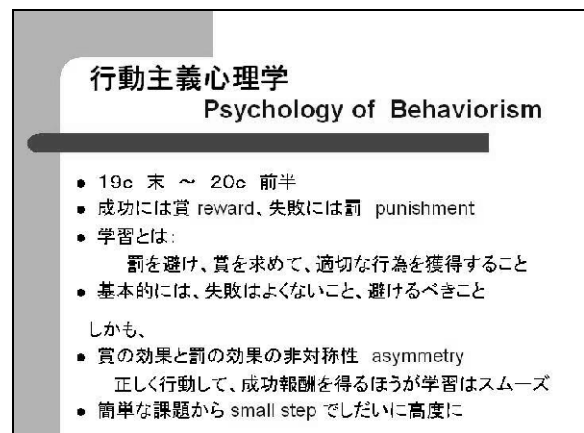 行動主義心理学
Psychology of Behaviorism
● 19c 末 ～ 20c 前半
● 成功には賞 reward、失敗には罰 punishment
● 学習とは:
罰を避け、賞を求めて、適切な行為を獲得すること
● 基本的には、失敗はよくないこと、避けるべきこと
しかも、
● 賞の効果と罰の効果の非対称性 asymmetry
正しく行動して、成功報酬を得るほうが学習はスムーズ
● 簡単な課題から small step でしだいに高度に